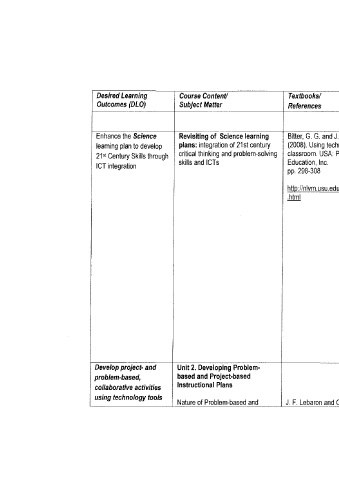 Desired Learning
Outcomes (DLO)
Course Content/
Subject Matter
Textbooks/
References
Enhance the Science
learning plan to develop
21st Century Skills through
ICT integration
Revisiting of Science learning
plans: integration of 21st century
critical thinking and problem-solving
skills and ICTs
Bitter, G. G. and J.
(2008). Using tech
classroom. USA. P
Education, Inc.
pp. 298-308
http://nlvm.usu.edu
.html
Develop project- and
problem-based,
collaborative activities
using technology tools
Unit 2. Developing Problem-
based and Project-based
Instructional Plans
Nature of Problem-based and
J. F. Lebaron and C